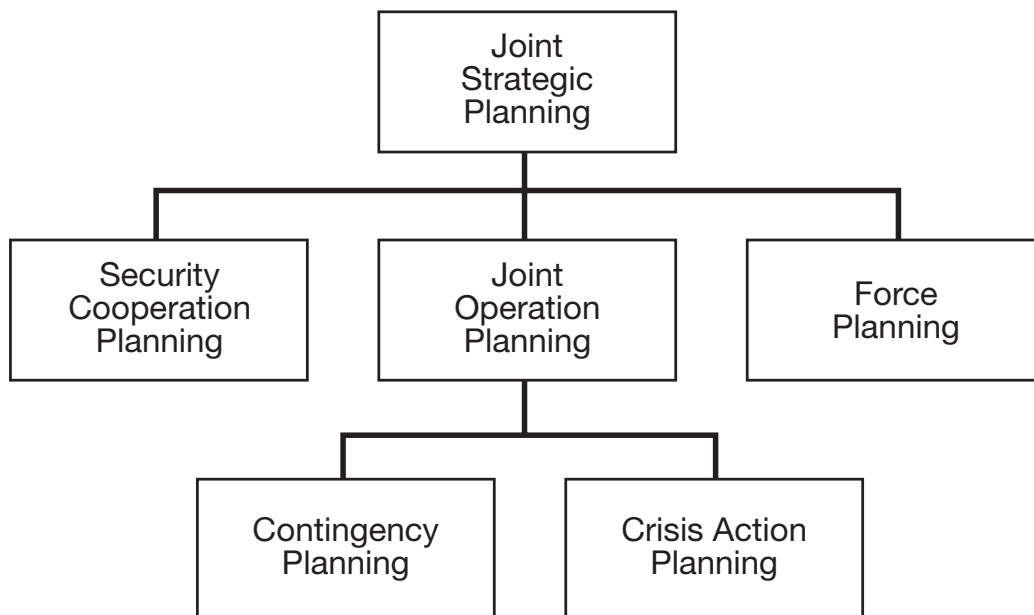 Joint
Strategic
Planning
Security
Cooperation
Planning
Joint
Operation
Planning
Force
Planning
Contingency
Planning
Crisis Action
Planning